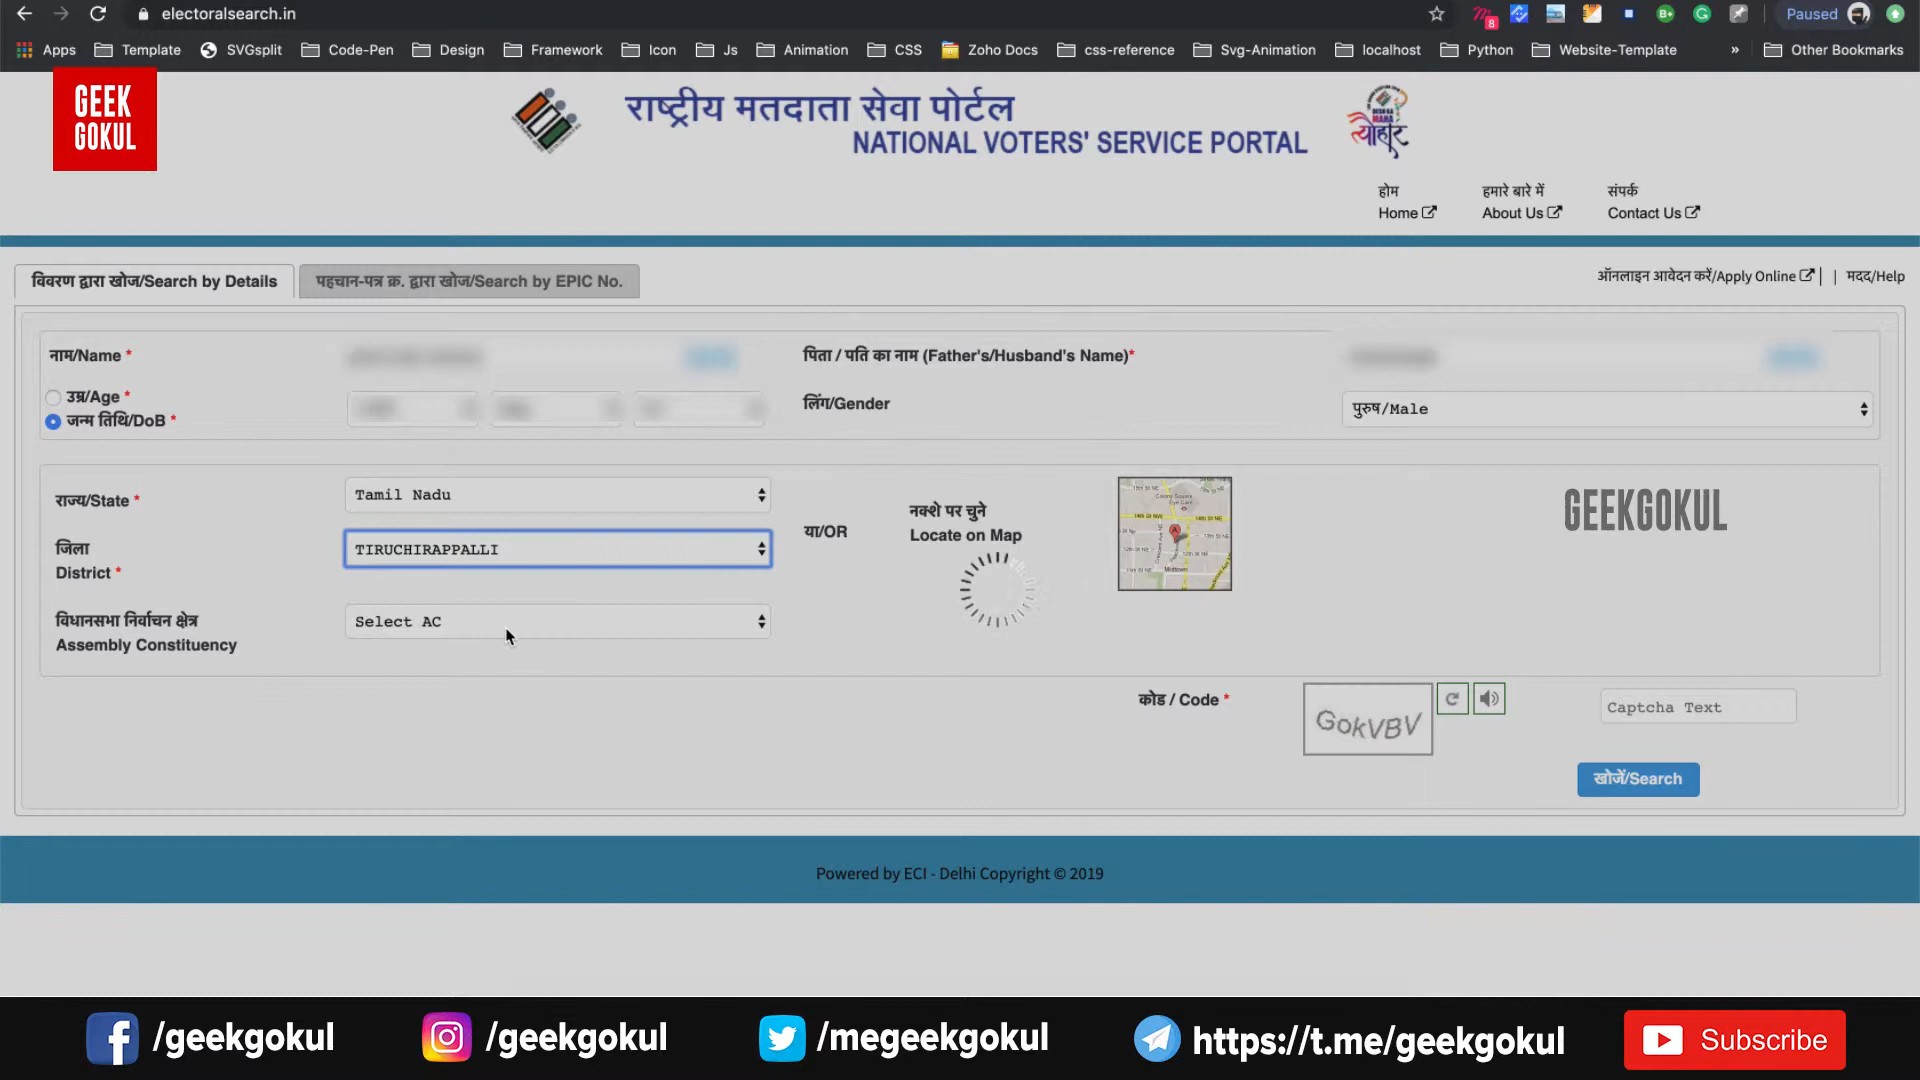 electoralsearch.in
Paused
8
Apps Template SVGsplit Code-Pen Design Framework Icon Js Animation CSS Zoho Docs css-reference Svg-Animation localhost Python Website-Template » Other Bookmarks
GEEK
GOKUL
राष्ट्रीय मतदाता सेवा पोर्टल
NATIONAL VOTERS' SERVICE PORTAL
त्योहार
होम
Home
हमारे बारे में
About Us
संपर्क
Contact Us
विवरण द्वारा खोज/Search by Details
पहचान-पत्र क्र. द्वारा खोज/Search by EPIC No.
ऑनलाइन आवेदन करें/Apply Online | | मदद/Help
नाम/Name *
पिता / पति का नाम (Father's/Husband's Name)*
उम्र/Age *
जन्म तिथि/DoB *
लिंग/Gender
पुरुष/Male
राज्य/State *
Tamil Nadu
जिला
District *
TIRUCHIRAPPALLI
विधानसभा निर्वाचन क्षेत्र
Assembly Constituency
Select AC
या/OR
नक्शे पर चुने
Locate on Map
Midtown
GEEKGOKUL
कोड / Code *
GokVBV
Captcha Text
खोजें/Search
Powered by ECI - Delhi Copyright © 2019
/geekgokul
/geekgokul
/megeekgokul
https://t.me/geekgokul
Subscribe